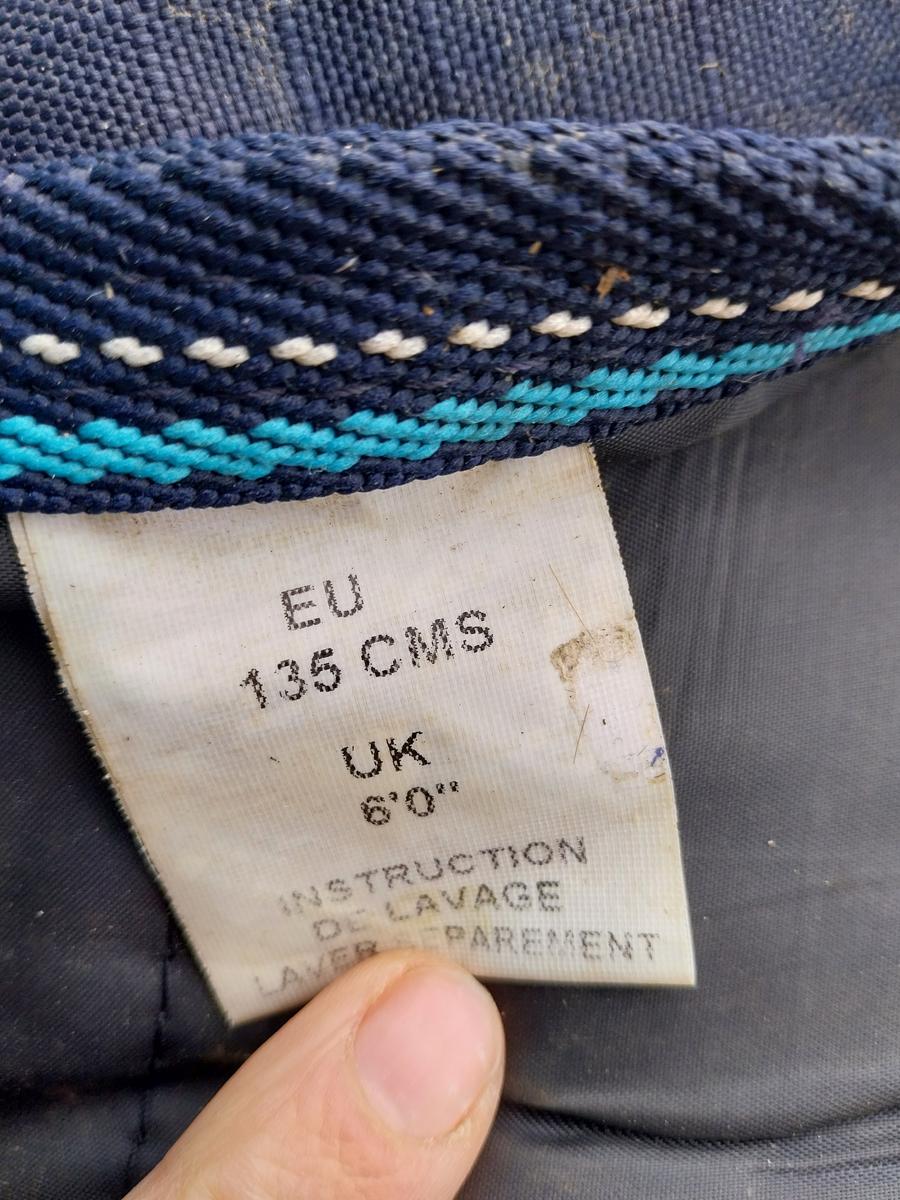 EU
135 CMS
UK
6'0"
INSTRUCTION
DE LAVAGE
LAVER